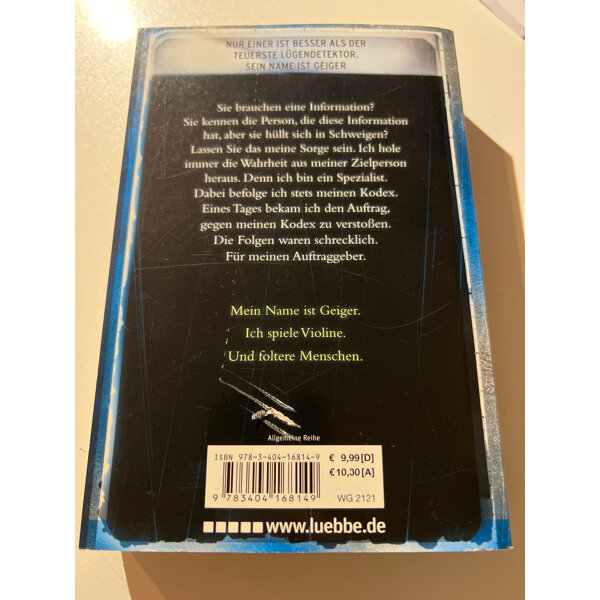 NUR EINER IST BESSER ALS DER
TEUERSTE LÜGENDETEKTOR.
SEIN NAME IST GEIGER
Sie brauchen eine Information?
Sie kennen die Person, die diese Information
hat, aber sie hüllt sich in Schweigen?
Lassen Sie das meine Sorge sein. Ich hole
immer die Wahrheit aus meiner Zielperson
heraus. Denn ich bin ein Spezialist.
Dabei befolge ich stets meinen Kodex.
Eines Tages bekam ich den Auftrag,
gegen meinen Kodex zu verstoßen.
Die Folgen waren schrecklich.
Für meinen Auftraggeber.
Mein Name ist Geiger.
Ich spiele Violine.
Und foltere Menschen.
Allgemeine Reihe
ISBN 978-3-404-16814-9
€ 9,99 [D]
€ 10,30 [A]
9 783404 168149
WG 2121
www.luebbe.de